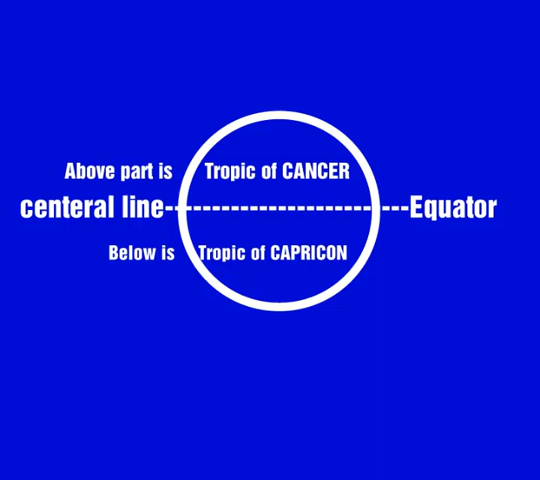 Above part is Tropic of CANCER
centeral line--------------------------Equator
Below is Tropic of CAPRICON